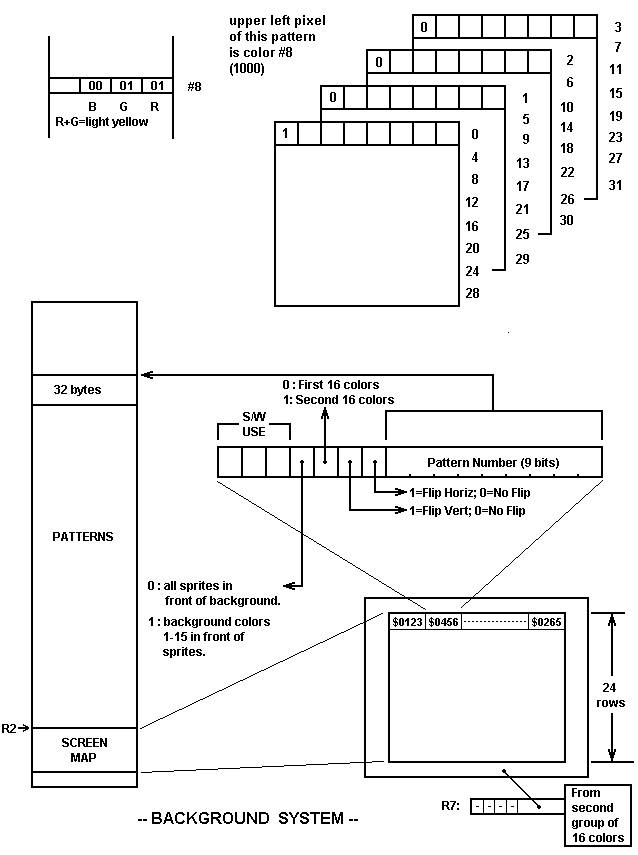 upper left pixel
of this pattern
is color #8
(1000)
00 01 01 #8
B G R
R+G=light yellow
0
3
7
11
15
19
23
27
31
0
2
6
10
14
18
22
26
30
0
1
5
9
13
17
21
25
29
1
0
4
8
12
16
20
24
28
32 bytes
0 : First 16 colors
1: Second 16 colors
S/W
USE
Pattern Number (9 bits)
1=Flip Horiz; 0=No Flip
1=Flip Vert; 0=No Flip
PATTERNS
0 : all sprites in
front of background.
1 : background colors
1-15 in front of
sprites.
$0123 $0456 ------------- $0265
24
rows
R2
SCREEN
MAP
R7: - - - -
From
second
group of
16 colors
-- BACKGROUND SYSTEM --